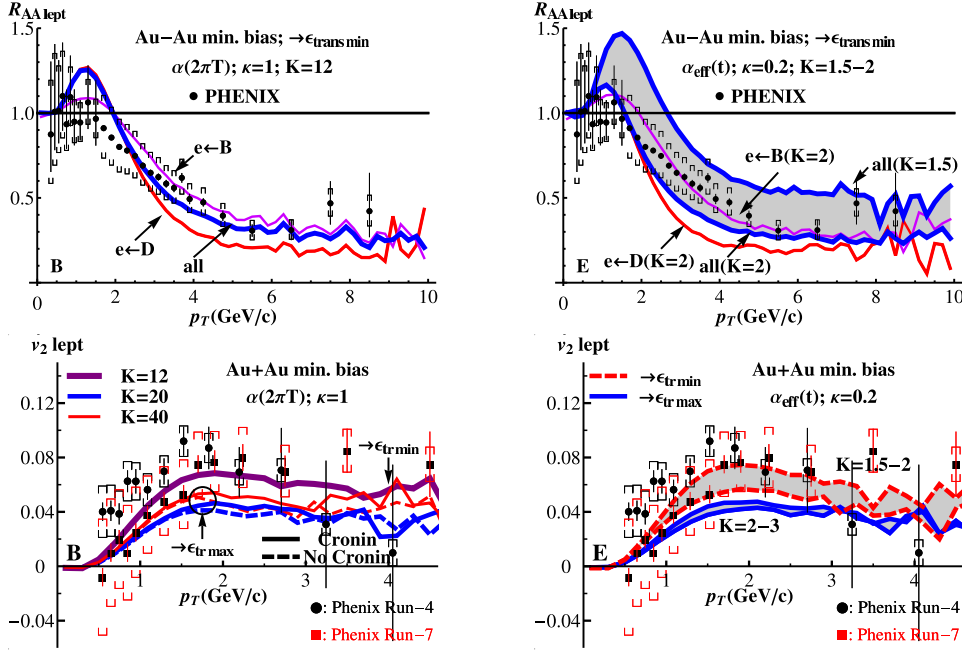 R_AA lept
Au−Au min. bias; →ϵ_trans min
α(2πT); κ=1; K=12
● PHENIX
1.5
1.0
0.5
e←B
e←D
all
B
0 2 4 6 8 10
p_T(GeV/c)
R_AA lept
Au−Au min. bias; →ϵ_trans min
α_eff(t); κ=0.2; K=1.5−2
● PHENIX
1.5
1.0
0.5
e←B(K=2)
all(K=1.5)
e←D(K=2)
all(K=2)
E
0 2 4 6 8 10
p_T(GeV/c)
v_2 lept
K=12
K=20
K=40
Au+Au min. bias
α(2πT); κ=1
0.12
0.08
0.04
0
−0.04
→ϵ_tr min
→ϵ_tr max
Cronin
No Cronin
B
1 2 3 4
p_T(GeV/c)
●: Phenix Run−4
■: Phenix Run−7
v_2 lept
→ϵ_tr min
→ϵ_tr max
Au+Au min. bias
α_eff(t); κ=0.2
0.12
0.08
0.04
0
−0.04
K=1.5−2
K=2−3
E
1 2 3 4
p_T(GeV/c)
●: Phenix Run−4
■: Phenix Run−7